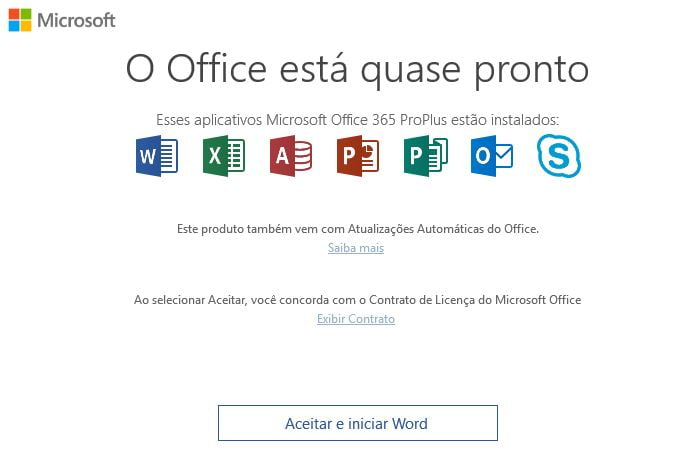 Microsoft
O Office está quase pronto
Esses aplicativos Microsoft Office 365 ProPlus estão instalados:
W X A P P O S
Este produto também vem com Atualizações Automáticas do Office.
Saiba mais
Ao selecionar Aceitar, você concorda com o Contrato de Licença do Microsoft Office
Exibir Contrato
Aceitar e iniciar Word